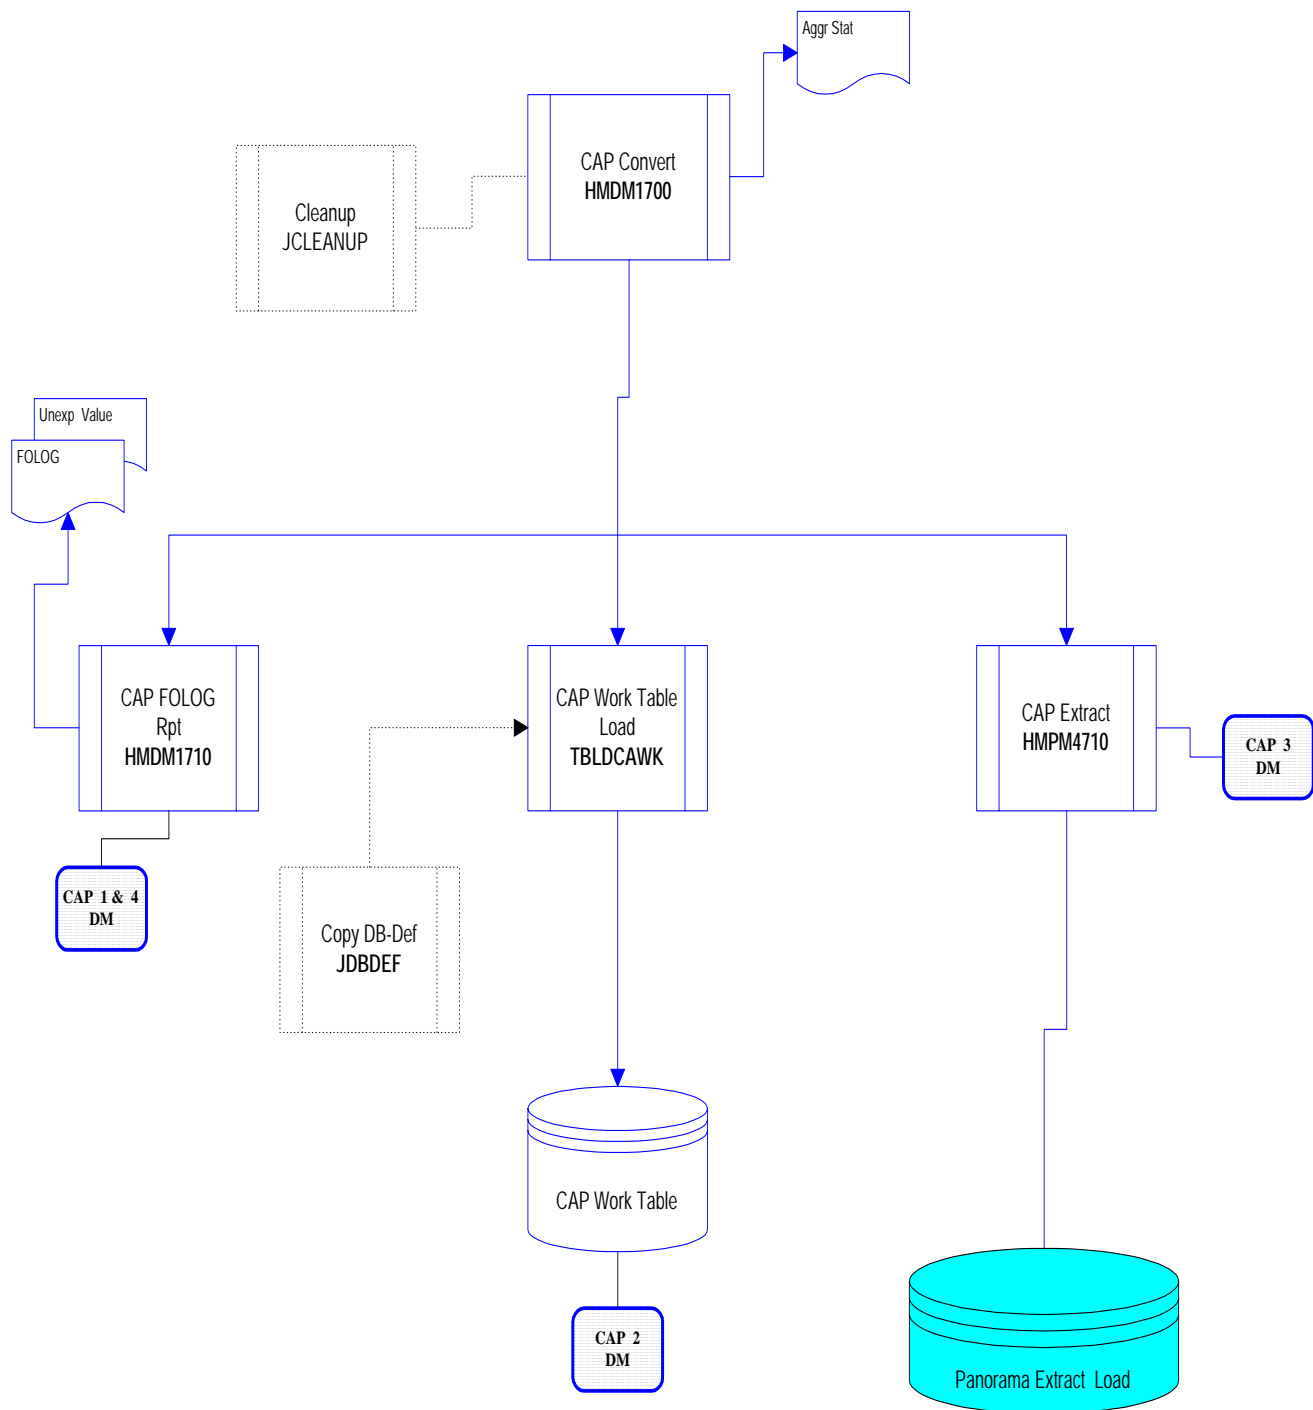 Aggr Stat
CAP Convert
HMDM1700
Cleanup
JCLEANUP
Unexp Value
FOLOG
CAP FOLOG
Rpt
HMDM1710
CAP Work Table
Load
TBLDCAWK
CAP Extract
HMPM4710
CAP 3
DM
CAP 1 & 4
DM
Copy DB-Def
JDBDEF
CAP Work Table
CAP 2
DM
Panorama Extract Load